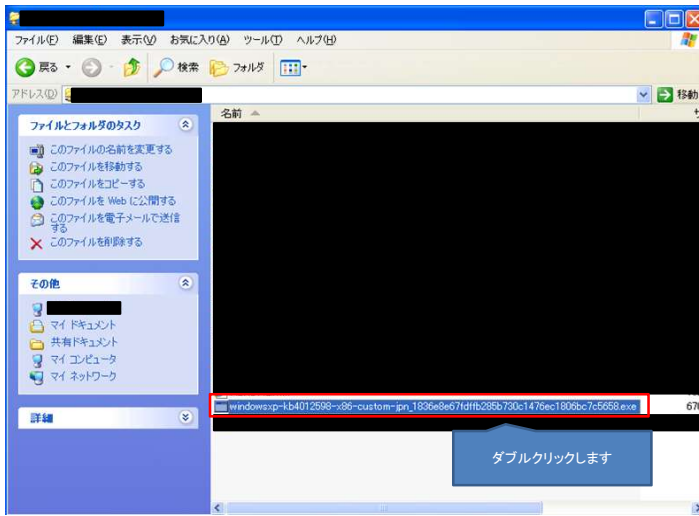 ファイル(F) 編集(E) 表示(V) お気に入り(A) ツール(T) ヘルプ(H)
戻る 検索 フォルダ
アドレス(D) 移動
名前
ファイルとフォルダのタスク
このファイルの名前を変更する
このファイルを移動する
このファイルをコピーする
このファイルを Web に公開する
このファイルを電子メールで送信
する
このファイルを削除する
その他
マイ ドキュメント
共有ドキュメント
マイ コンピュータ
マイ ネットワーク
windowsxp-kb4012598-x86-custom-jpn_1836e8e67fdffb285b730c1476ec1806bc7c5658.exe
詳細
ダブルクリックします